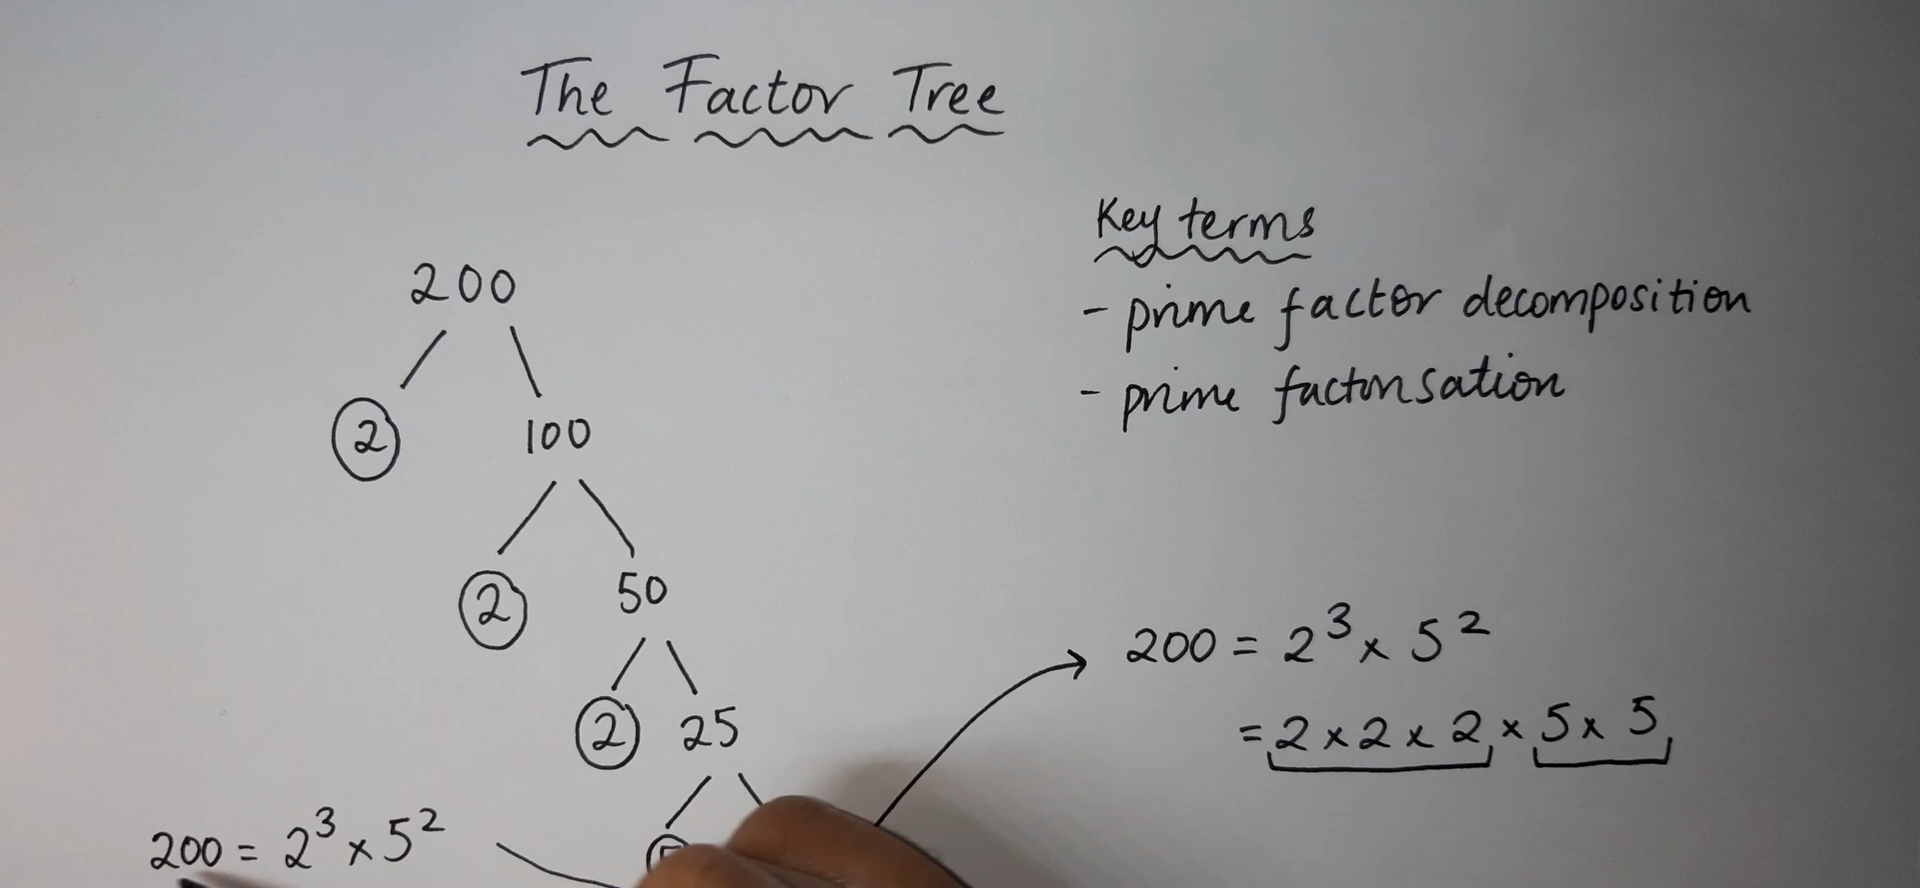 The Factor Tree
Key terms
- prime factor decomposition
- prime factorisation
200
2 100
2 50
2 25
200 = 2³ x 5²
= 2 x 2 x 2 x 5 x 5
200 = 2³ x 5²